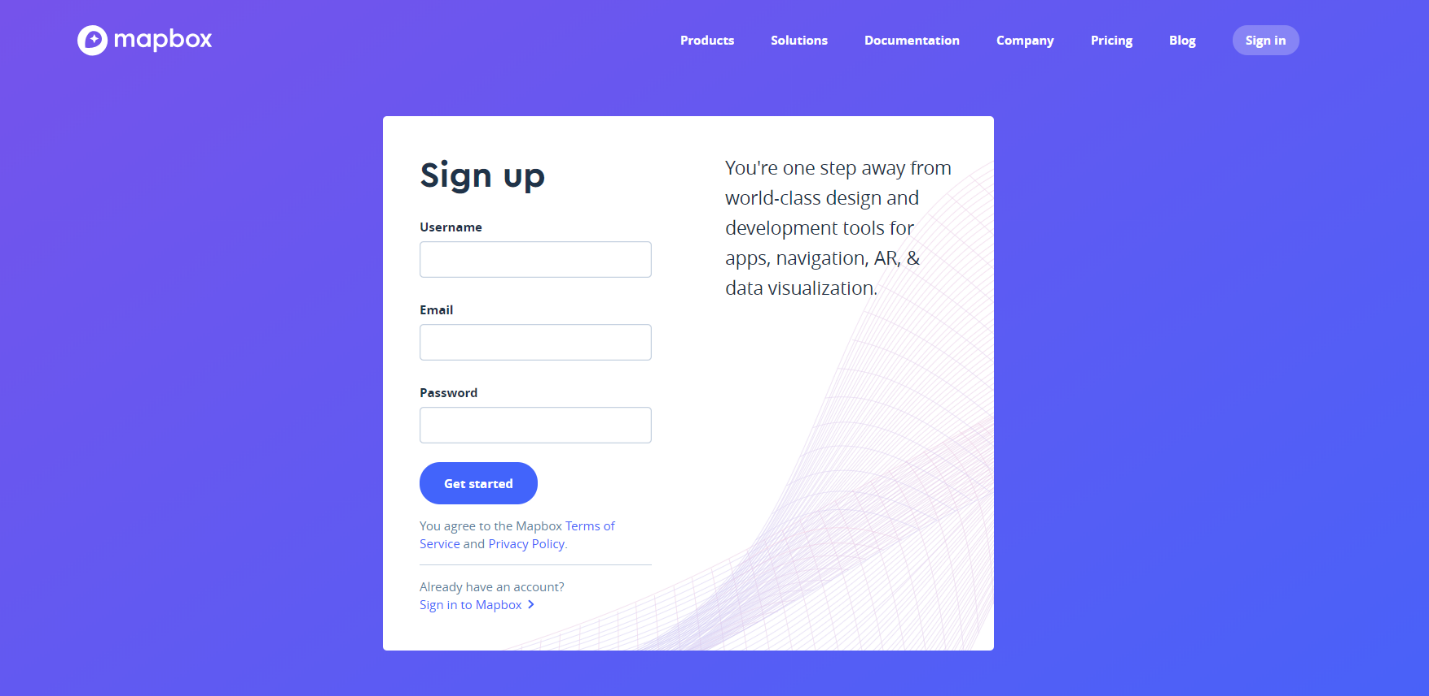 mapbox
Products Solutions Documentation Company Pricing Blog Sign in
Sign up
Username
Email
Password
Get started
You agree to the Mapbox Terms of
Service and Privacy Policy.
Already have an account?
Sign in to Mapbox
You're one step away from
world-class design and
development tools for
apps, navigation, AR, &
data visualization.